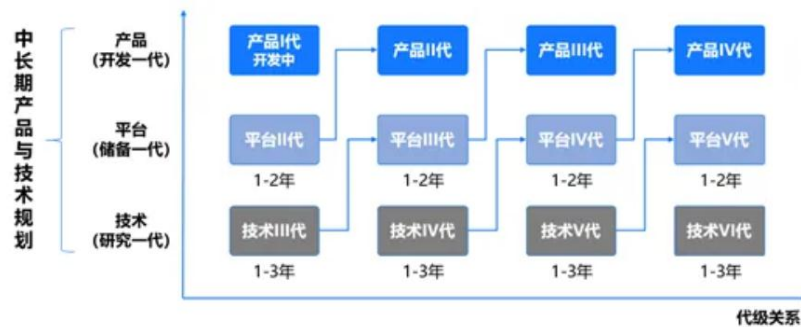 中长期产品与技术规划
产品
(开发一代)
产品I代
开发中
产品II代
产品III代
产品IV代
平台
(储备一代)
平台II代
平台III代
平台IV代
平台V代
1-2年
1-2年
1-2年
1-2年
技术
(研究一代)
技术III代
技术IV代
技术V代
技术VI代
1-3年
1-3年
1-3年
1-3年
代级关系